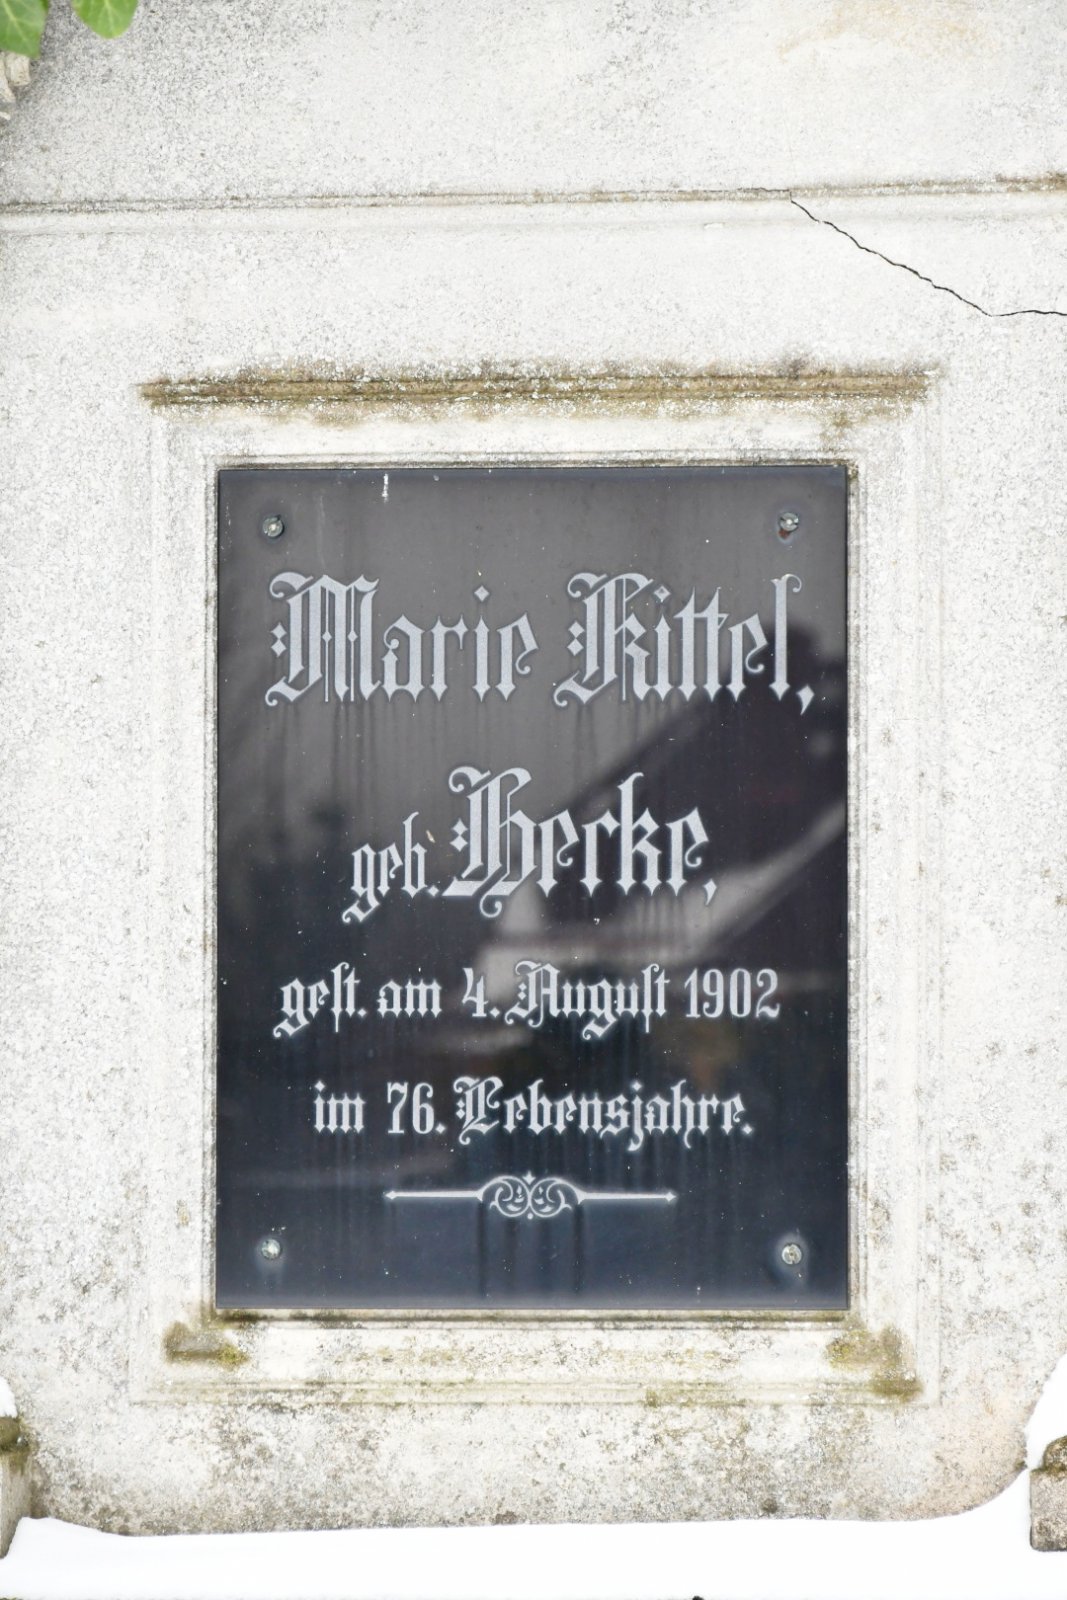 Marie Kittel,
geb. Herke,
gest. am 4. August 1902
im 76. Lebensjahre.